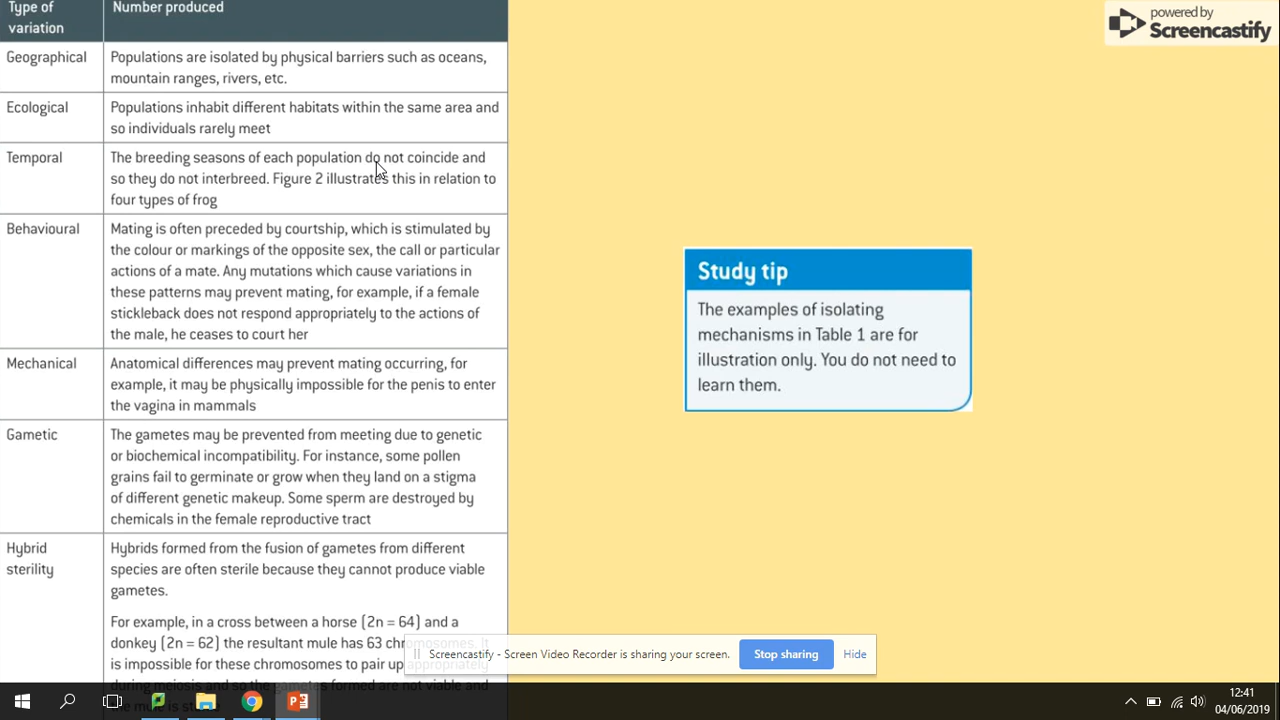 Type of
variation
Number produced
Geographical
Populations are isolated by physical barriers such as oceans,
mountain ranges, rivers, etc.
Ecological
Populations inhabit different habitats within the same area and
so individuals rarely meet
Temporal
The breeding seasons of each population do not coincide and
so they do not interbreed. Figure 2 illustrates this in relation to
four types of frog
Behavioural
Mating is often preceded by courtship, which is stimulated by
the colour or markings of the opposite sex, the call or particular
actions of a mate. Any mutations which cause variations in
these patterns may prevent mating, for example, if a female
stickleback does not respond appropriately to the actions of
the male, he ceases to court her
Mechanical
Anatomical differences may prevent mating occurring, for
example, it may be physically impossible for the penis to enter
the vagina in mammals
Gametic
The gametes may be prevented from meeting due to genetic
or biochemical incompatibility. For instance, some pollen
grains fail to germinate or grow when they land on a stigma
of different genetic makeup. Some sperm are destroyed by
chemicals in the female reproductive tract
Hybrid
sterility
Hybrids formed from the fusion of gametes from different
species are often sterile because they cannot produce viable
gametes.
For example, in a cross between a horse (2n = 64) and a
donkey (2n = 62) the resultant mule has 63 chromosomes. It
is impossible for these chromosomes to pair up appropriately
during meiosis and so the gametes formed are not viable and
powered by
Screencastify
Study tip
The examples of isolating
mechanisms in Table 1 are for
illustration only. You do not need to
learn them.
Screencastify - Screen Video Recorder is sharing your screen.
Stop sharing
Hide
12:41
04/06/2019